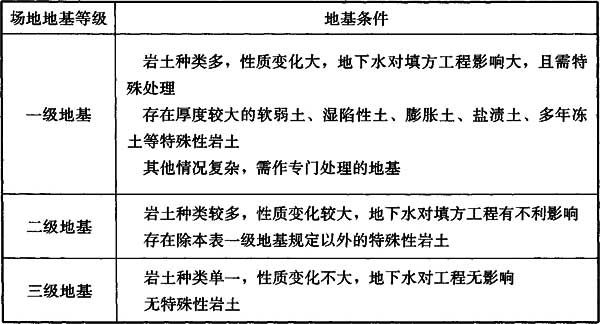 场地地基等级 地基条件
一级地基
岩土种类多，性质变化大，地下水对填方工程影响大，且需特
殊处理
存在厚度较大的软弱土、湿陷性土、膨胀土、盐渍土、多年冻
土等特殊性岩土
其他情况复杂，需作专门处理的地基
二级地基
岩土种类较多，性质变化较大，地下水对填方工程有不利影响
存在除本表一级地基规定以外的特殊性岩土
三级地基
岩土种类单一，性质变化不大，地下水对工程无影响
无特殊性岩土